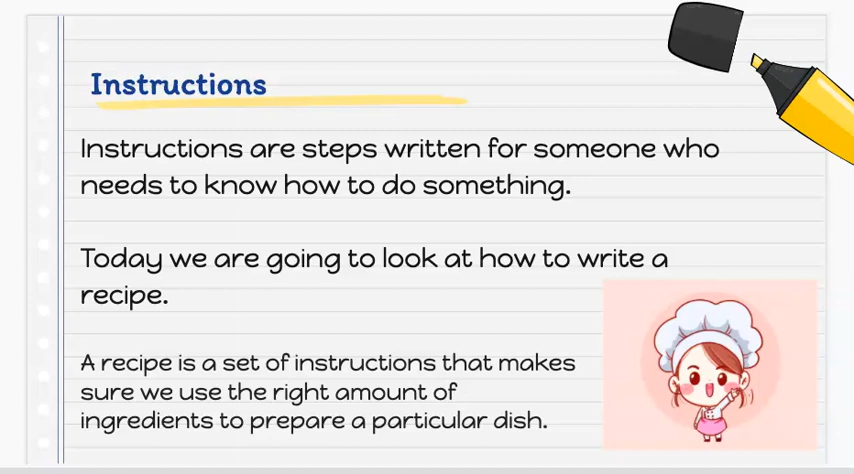 Instructions
Instructions are steps written for someone who
needs to know how to do something.
Today we are going to look at how to write a
recipe.
A recipe is a set of instructions that makes
sure we use the right amount of
ingredients to prepare a particular dish.